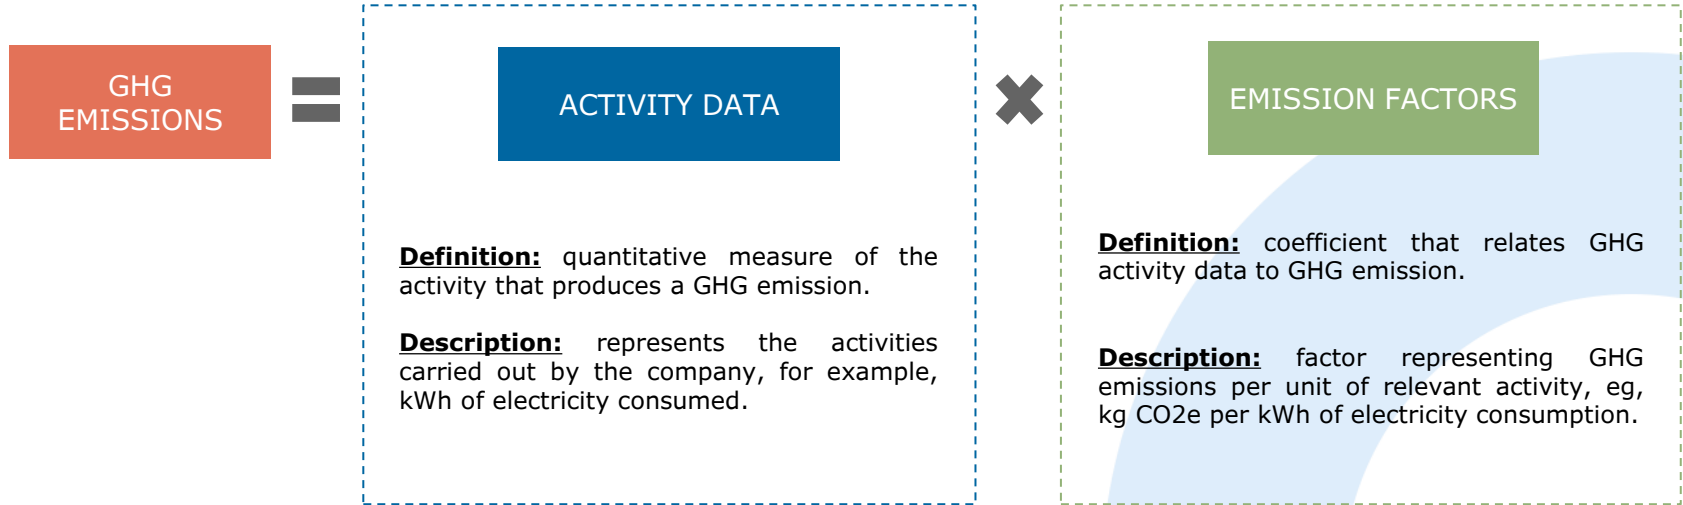 GHG
EMISSIONS
ACTIVITY DATA
Definition: quantitative measure of the
activity that produces a GHG emission.
Description: represents the activities
carried out by the company, for example,
kWh of electricity consumed.
EMISSION FACTORS
Definition: coefficient that relates GHG
activity data to GHG emission.
Description: factor representing GHG
emissions per unit of relevant activity, eg,
kg CO2e per kWh of electricity consumption.